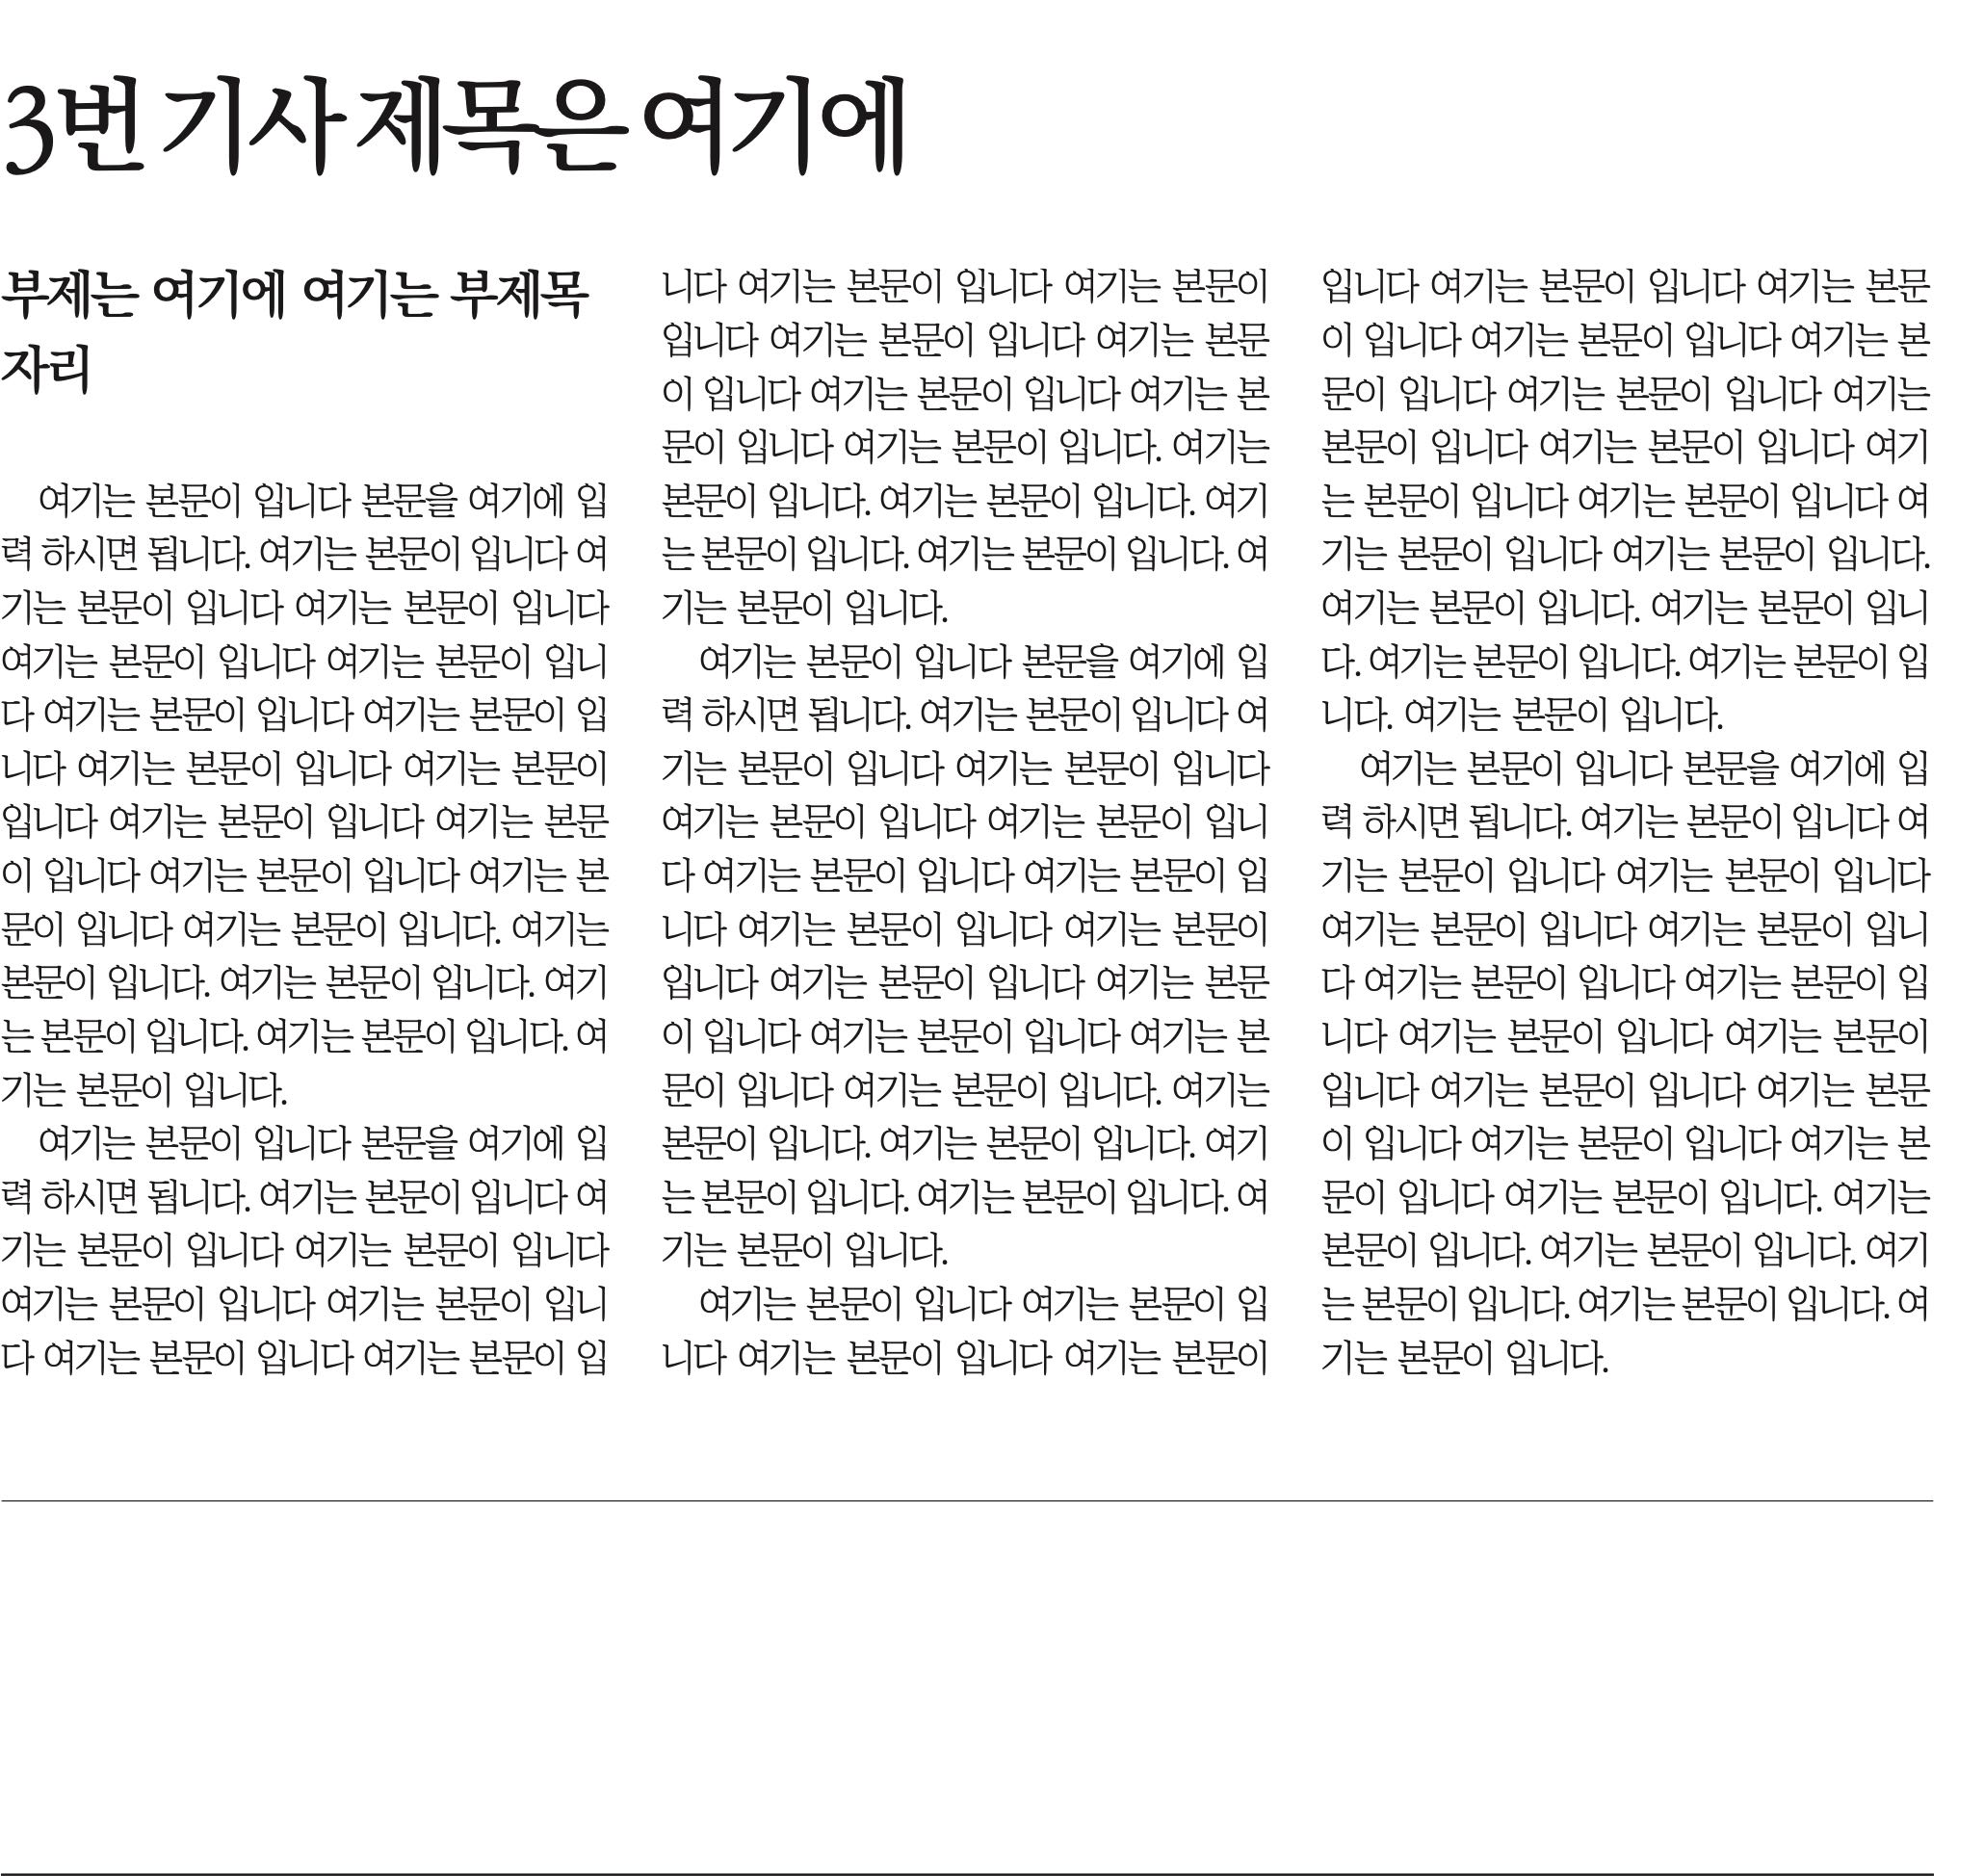 3번 기사 제목은 여기에
부제는 여기에 여기는 부제목
자리
여기는 본문이 입니다 본문을 여기에 입
력 하시면 됩니다. 여기는 본문이 입니다 여
기는 본문이 입니다 여기는 본문이 입니다
여기는 본문이 입니다 여기는 본문이 입니
다 여기는 본문이 입니다 여기는 본문이 입
니다 여기는 본문이 입니다 여기는 본문이
입니다 여기는 본문이 입니다 여기는 본문
이 입니다 여기는 본문이 입니다 여기는 본
문이 입니다 여기는 본문이 입니다. 여기는
본문이 입니다. 여기는 본문이 입니다. 여기
는 본문이 입니다. 여기는 본문이 입니다. 여
기는 본문이 입니다.
여기는 본문이 입니다 본문을 여기에 입
력 하시면 됩니다. 여기는 본문이 입니다 여
기는 본문이 입니다 여기는 본문이 입니다
여기는 본문이 입니다 여기는 본문이 입니
다 여기는 본문이 입니다 여기는 본문이 입
니다 여기는 본문이 입니다 여기는 본문이
입니다 여기는 본문이 입니다 여기는 본문
이 입니다 여기는 본문이 입니다 여기는 본
문이 입니다 여기는 본문이 입니다. 여기는
본문이 입니다. 여기는 본문이 입니다. 여기
는 본문이 입니다. 여기는 본문이 입니다. 여
기는 본문이 입니다.
여기는 본문이 입니다 본문을 여기에 입
력 하시면 됩니다. 여기는 본문이 입니다 여
기는 본문이 입니다 여기는 본문이 입니다
여기는 본문이 입니다 여기는 본문이 입니
다 여기는 본문이 입니다 여기는 본문이 입
니다 여기는 본문이 입니다 여기는 본문이
입니다 여기는 본문이 입니다 여기는 본문
이 입니다 여기는 본문이 입니다 여기는 본
문이 입니다 여기는 본문이 입니다. 여기는
본문이 입니다. 여기는 본문이 입니다. 여기
는 본문이 입니다. 여기는 본문이 입니다. 여
기는 본문이 입니다.
여기는 본문이 입니다 여기는 본문이 입
니다 여기는 본문이 입니다 여기는 본문이
입니다 여기는 본문이 입니다 여기는 본문
이 입니다 여기는 본문이 입니다 여기는 본
문이 입니다 여기는 본문이 입니다 여기는
본문이 입니다 여기는 본문이 입니다 여기
는 본문이 입니다 여기는 본문이 입니다 여
기는 본문이 입니다 여기는 본문이 입니다.
여기는 본문이 입니다. 여기는 본문이 입니
다. 여기는 본문이 입니다. 여기는 본문이 입
니다. 여기는 본문이 입니다.
여기는 본문이 입니다 본문을 여기에 입
력 하시면 됩니다. 여기는 본문이 입니다 여
기는 본문이 입니다 여기는 본문이 입니다
여기는 본문이 입니다 여기는 본문이 입니
다 여기는 본문이 입니다 여기는 본문이 입
니다 여기는 본문이 입니다 여기는 본문이
입니다 여기는 본문이 입니다 여기는 본문
이 입니다 여기는 본문이 입니다 여기는 본
문이 입니다 여기는 본문이 입니다. 여기는
본문이 입니다. 여기는 본문이 입니다. 여기
는 본문이 입니다. 여기는 본문이 입니다. 여
기는 본문이 입니다.